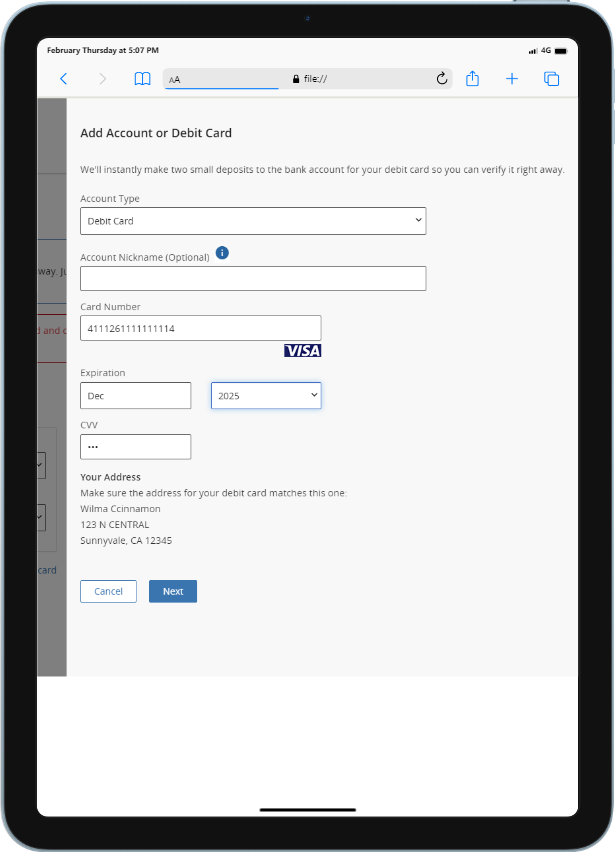 February Thursday at 5:07 PM
4G
AA
file://
Add Account or Debit Card
We'll instantly make two small deposits to the bank account for your debit card so you can verify it right away.
Account Type
Debit Card
way. Ju
Account Nickname (Optional) i
Card Number
d and c
4111261111111114
VISA
Expiration
Dec
2025
CVV
•••
Your Address
Make sure the address for your debit card matches this one:
Wilma Ccinnamon
123 N CENTRAL
Sunnyvale, CA 12345
card
Cancel
Next